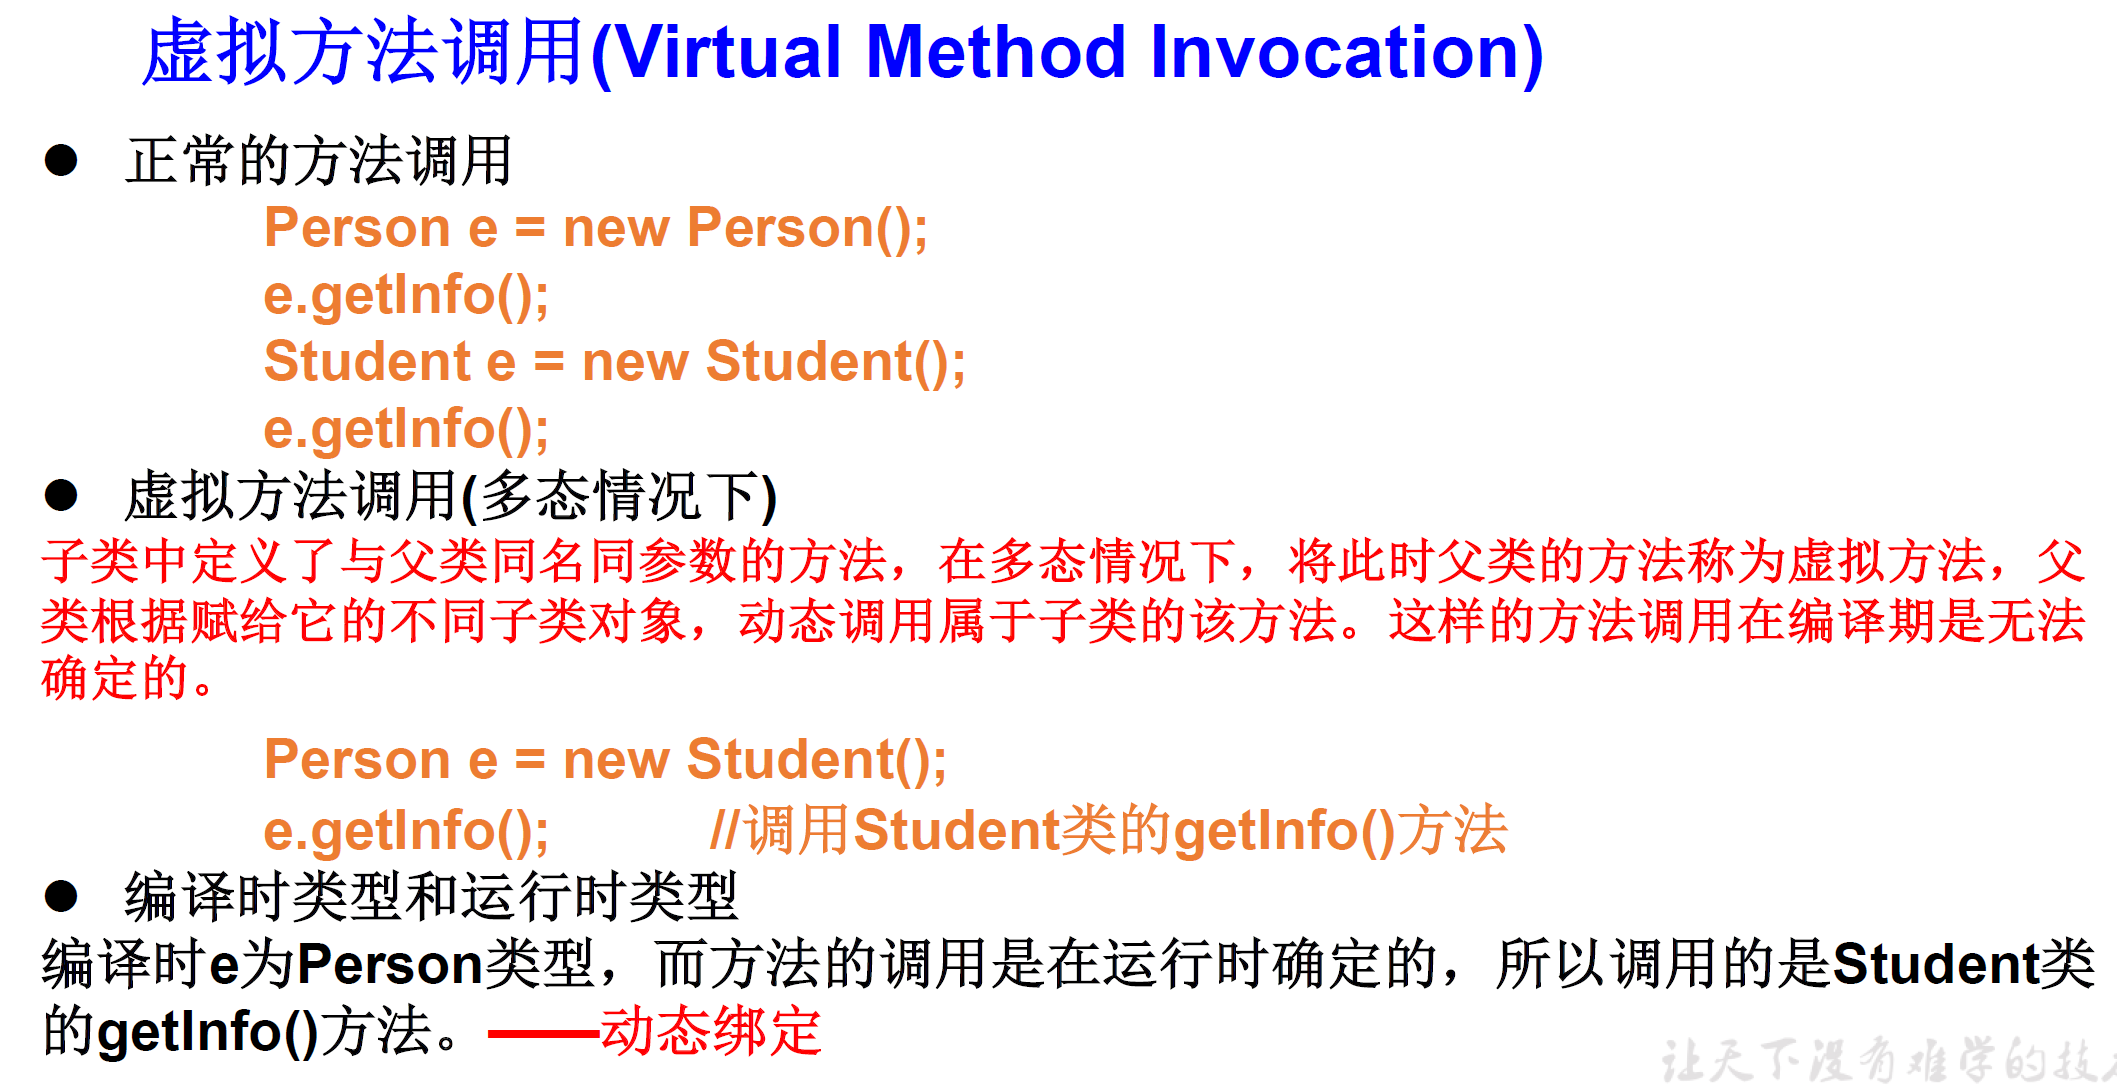 虚拟方法调用(Virtual Method Invocation)
● 正常的方法调用
Person e = new Person();
e.getInfo();
Student e = new Student();
e.getInfo();
● 虚拟方法调用(多态情况下)
子类中定义了与父类同名同参数的方法，在多态情况下，将此时父类的方法称为虚拟方法，父
类根据赋给它的不同子类对象，动态调用属于子类的该方法。这样的方法调用在编译期是无法
确定的。
Person e = new Student();
e.getInfo(); //调用Student类的getInfo()方法
● 编译时类型和运行时类型
编译时e为Person类型，而方法的调用是在运行时确定的，所以调用的是Student类
的getInfo()方法。——动态绑定
让天下没有难学的技